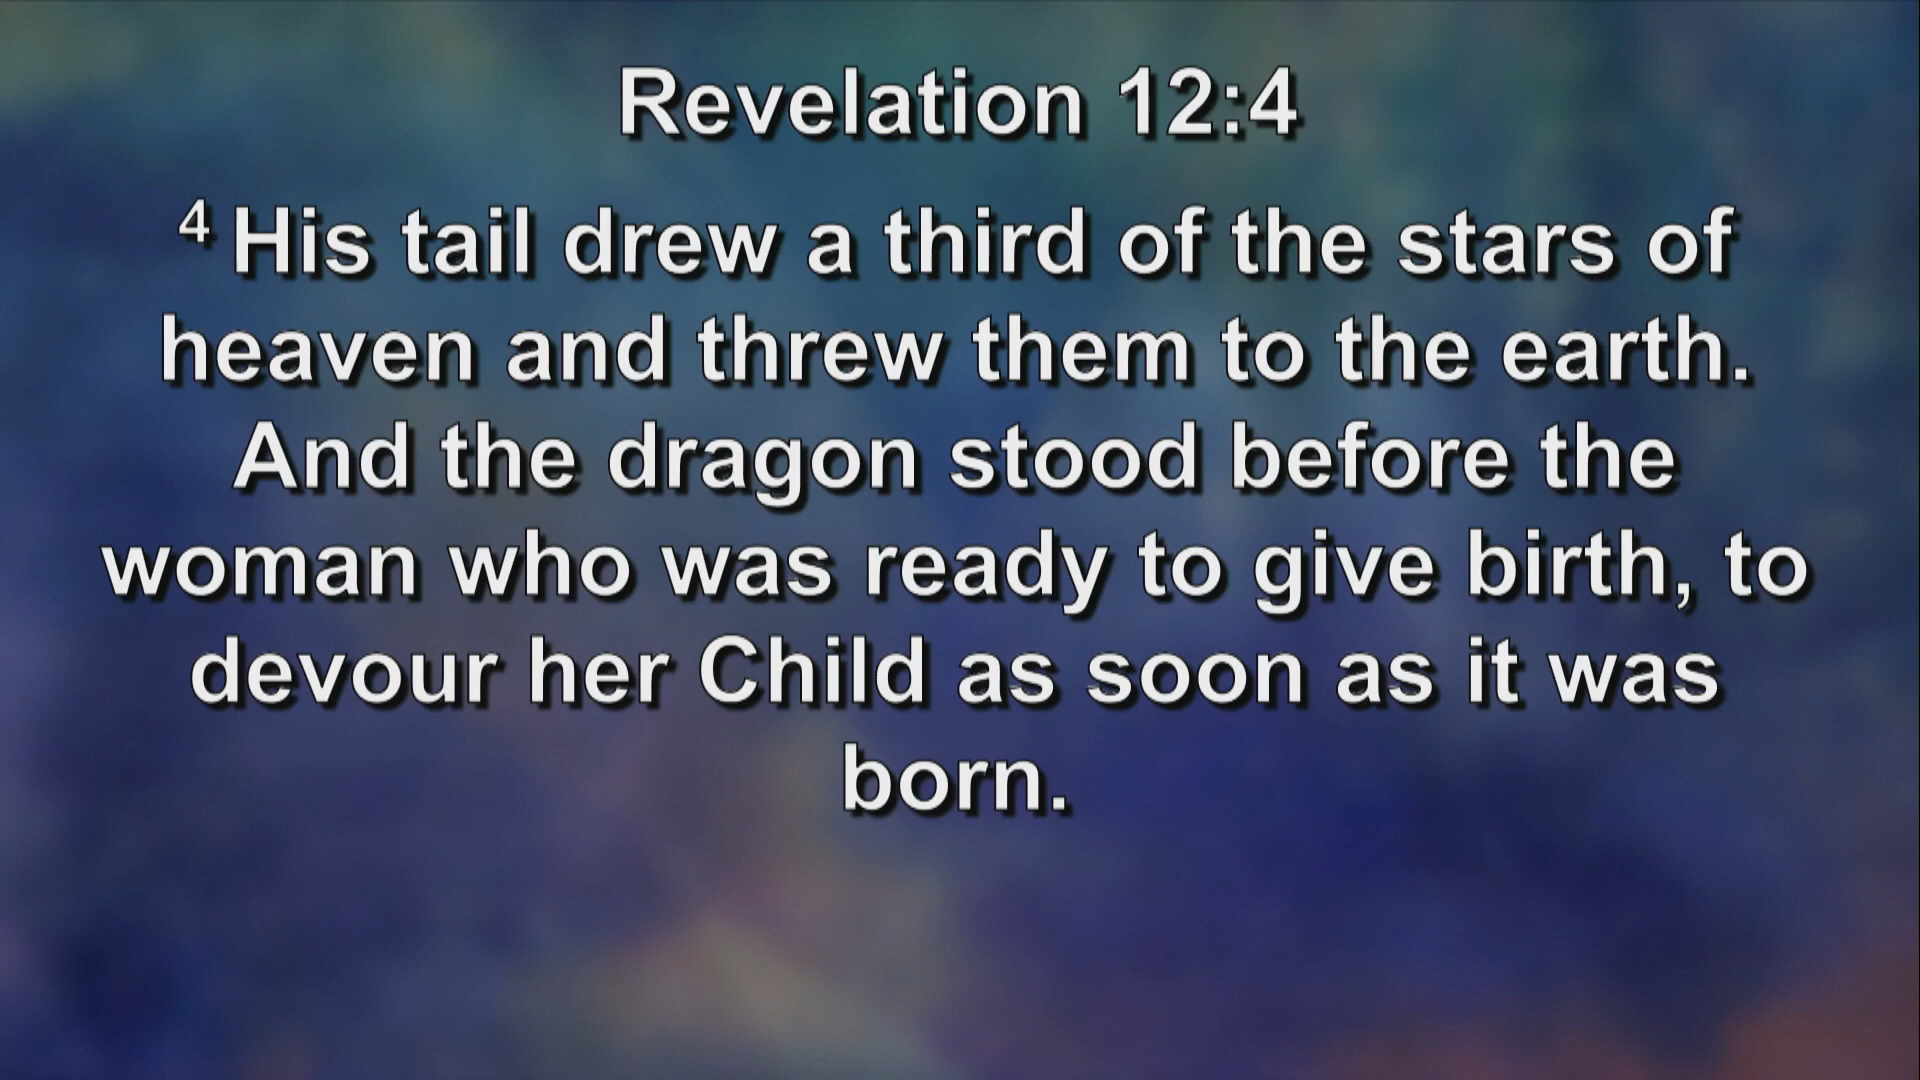 Revelation 12:4
4 His tail drew a third of the stars of
heaven and threw them to the earth.
And the dragon stood before the
woman who was ready to give birth, to
devour her Child as soon as it was
born.